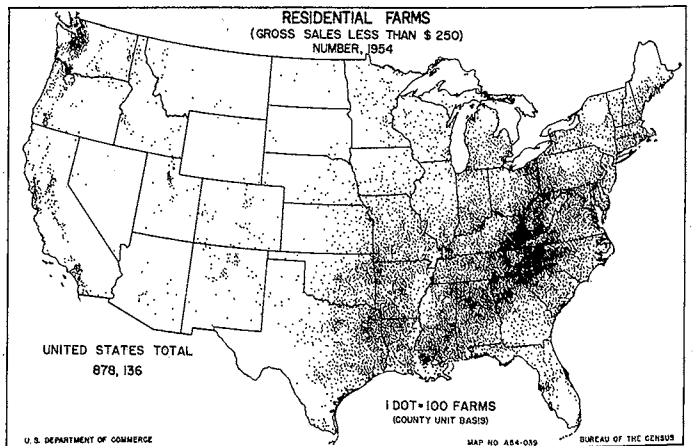 RESIDENTIAL FARMS
(GROSS SALES LESS THAN $ 250)
NUMBER, 1954
UNITED STATES TOTAL
878, 136
1 DOT=100 FARMS
(COUNTY UNIT BASIS)
U. S. DEPARTMENT OF COMMERCE
MAP NO A54-039
BUREAU OF THE CENSUS